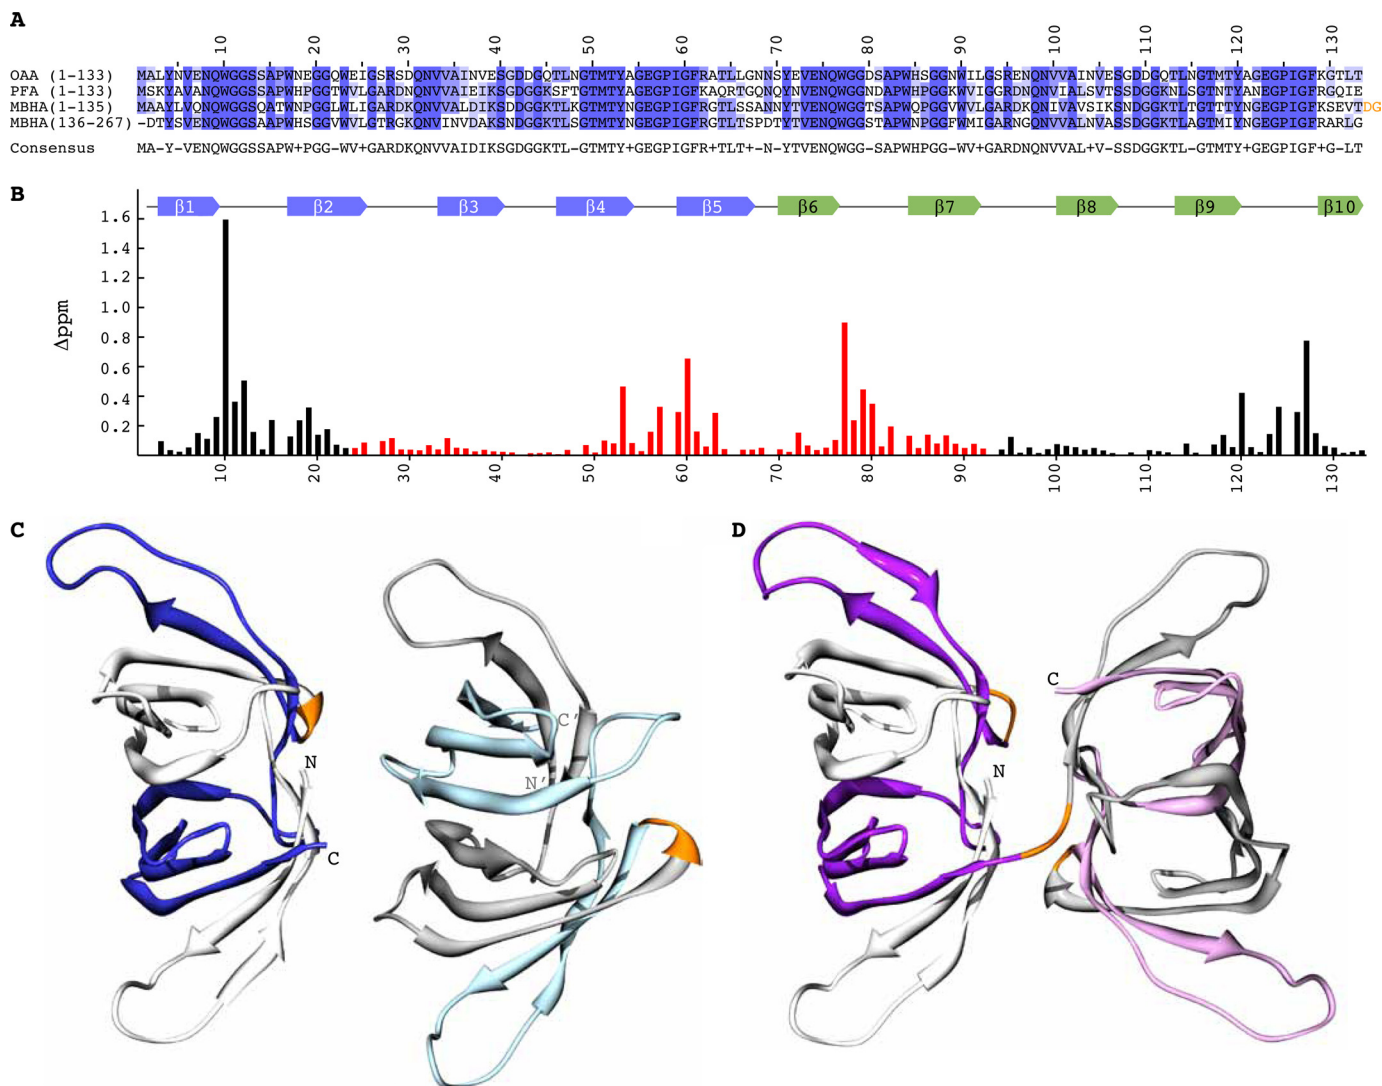 A
10 20 30 40 50 60 70 80 90 100 110 120 130
OAA (1-133) MALYNVENQWGGSSAPWNEGGQWEIGSRSDQNVVAINVESGDDGQTLNGTMTYAGEGPIGFRATLLGNNSYEVENQWGGDSAPWHSGGNWILGSRENQNVVAINVESGDDGQTLNGTMTYAGEGPIGFKGTLT
PFA (1-133) MSKYAVANQWGGSSAPWHPGGTWVLGARDNQNVVAIEIKSGDGGKSFTGTMTYAGEGPIGFKAQRTGQNQYNVENQWGGNDAPWHPGGKWVIGGRDNQNVIALSVTSSDGGKNLSGTNTYANEGPIGFRGQIE
MBHA(1-135) MAAYLVQNQWGGSQATWNPGGLWLIGARDKQNVVALDIKSDDGGKTLKGTMTYNGEGPIGFRGTLSSANNYTVENQWGGTSAPWQPGGVWVLGARDKQNIVAVSIKSNDGGKTLTGTTTYNGEGPIGFKSEVTDG
MBHA(136-267) -DTYSVENQWGGSAAPWHSGGVWVLGTRGKQNVINVDAKSNDGGKTLSGTMTYNGEGPIGFRGTLTSPDTYTVENQWGGSTAPWNPGGFWMIGARNGQNVVALNVASSDGGKTLAGTMIYNGEGPIGFRARLG
Consensus MA-Y-VENQWGGSSAPW+PGG-WV+GARDKQNVVAIDIKSGDGGKTL-GTMTY+GEGPIGFR+TLT+-N-YTVENQWGG-SAPWHPGG-WV+GARDNQNVVAL+V-SSDGGKTL-GTMTY+GEGPIGF+G-LT
B
β1 β2 β3 β4 β5 β6 β7 β8 β9 β10
1.6
1.4
1.2
1.0
0.8
0.6
0.4
0.2
Δppm
10 20 30 40 50 60 70 80 90 100 110 120 130
C
N
C
C'
N'
D
C
N